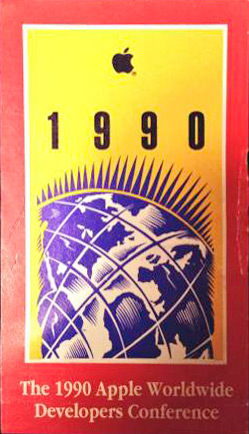 1990
The 1990 Apple Worldwide
Developers Conference